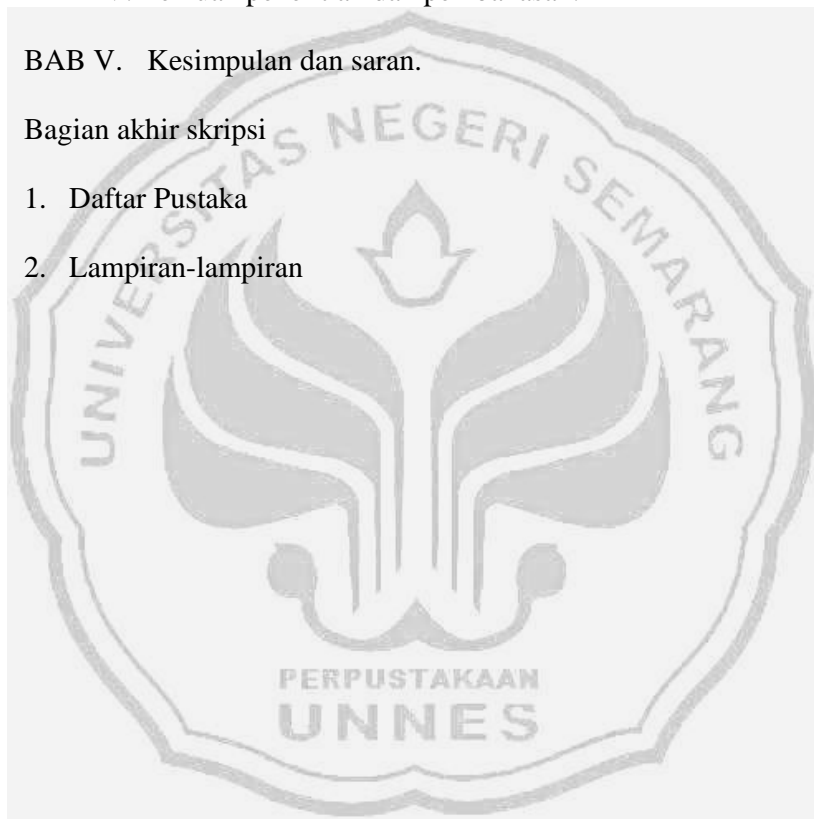 BAB V. Kesimpulan dan saran.
Bagian akhir skripsi
1. Daftar Pustaka
2. Lampiran-lampiran
UNIVERSITAS NEGERI SEMARANG
PERPUSTAKAAN
UNNES